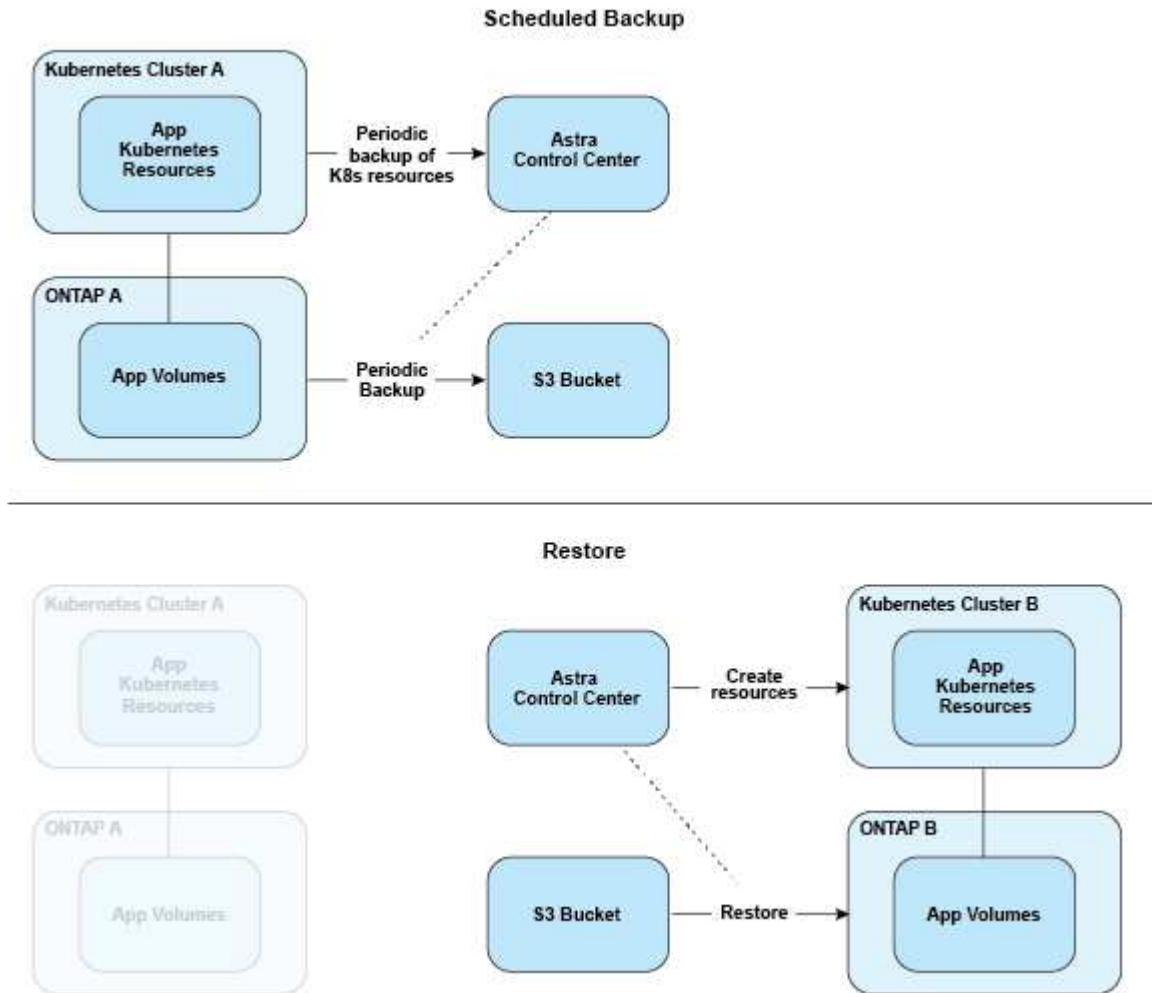 Scheduled Backup
Kubernetes Cluster A
App
Kubernetes
Resources
Periodic
backup of
K8s resources
Astra
Control Center
ONTAP A
App Volumes
Periodic
Backup
S3 Bucket
Restore
Kubernetes Cluster A
App
Kubernetes
Resources
Astra
Control Center
Create
resources
Kubernetes Cluster B
App
Kubernetes
Resources
ONTAP A
App Volumes
S3 Bucket
Restore
ONTAP B
App Volumes